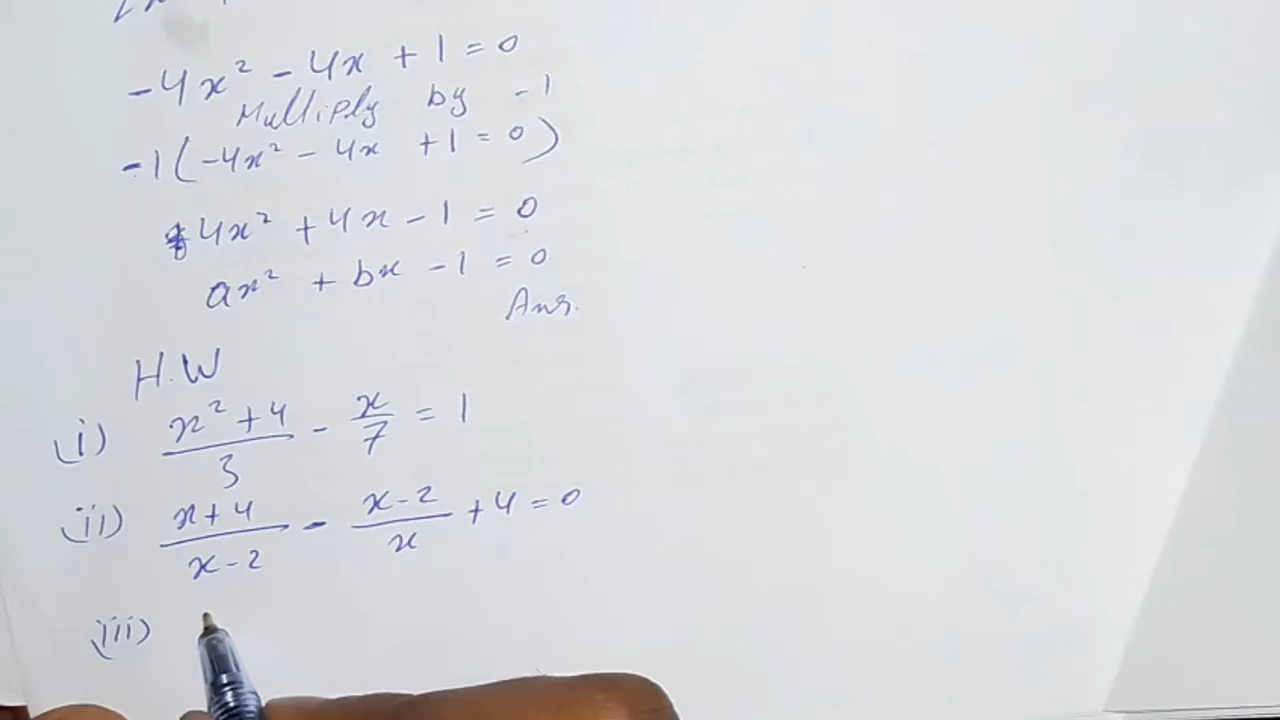 -4x² - 4x + 1 = 0
Multiply by -1
-1(-4x² - 4x + 1 = 0)
4x² + 4x - 1 = 0
ax² + bx - 1 = 0
Ans.
H.W
(i) (x² + 4)/3 - x/7 = 1
(ii) (x + 4)/(x - 2) - (x - 2)/x + 4 = 0
(iii)